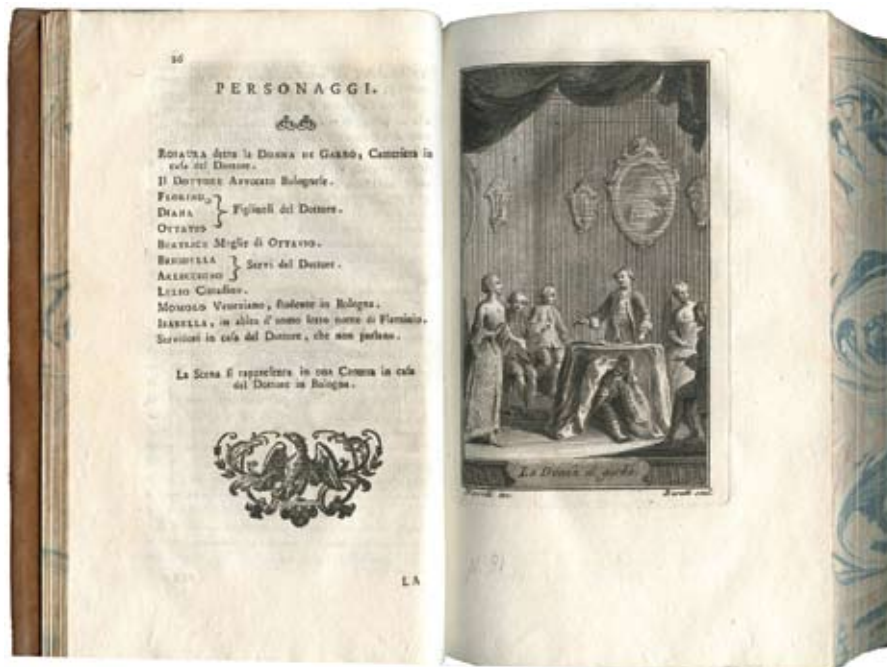 26
PERSONAGGI.
ROSAURA detta la DONNA DI GARBO, Cameriera in
casa del Dottore.
Il DOTTORE Avvocato Bolognese.
FLORINDO,
DIANA
OTTAVIO
Figliuoli del Dottore.
BEATRICE Moglie di OTTAVIO.
BRIGHELLA
ARLECCHINO
Servi del Dottore.
LELIO Cittadino.
MOMOLO Veneziano, studente in Bologna.
ISABELLA, in abito d'uomo sotto nome di Flaminio.
Servitori in casa del Dottore, che non parlano.
La Scena si rappresenta in una Camera in casa
del Dottore in Bologna.
LA
La Donna di garbo
Baratti scul.